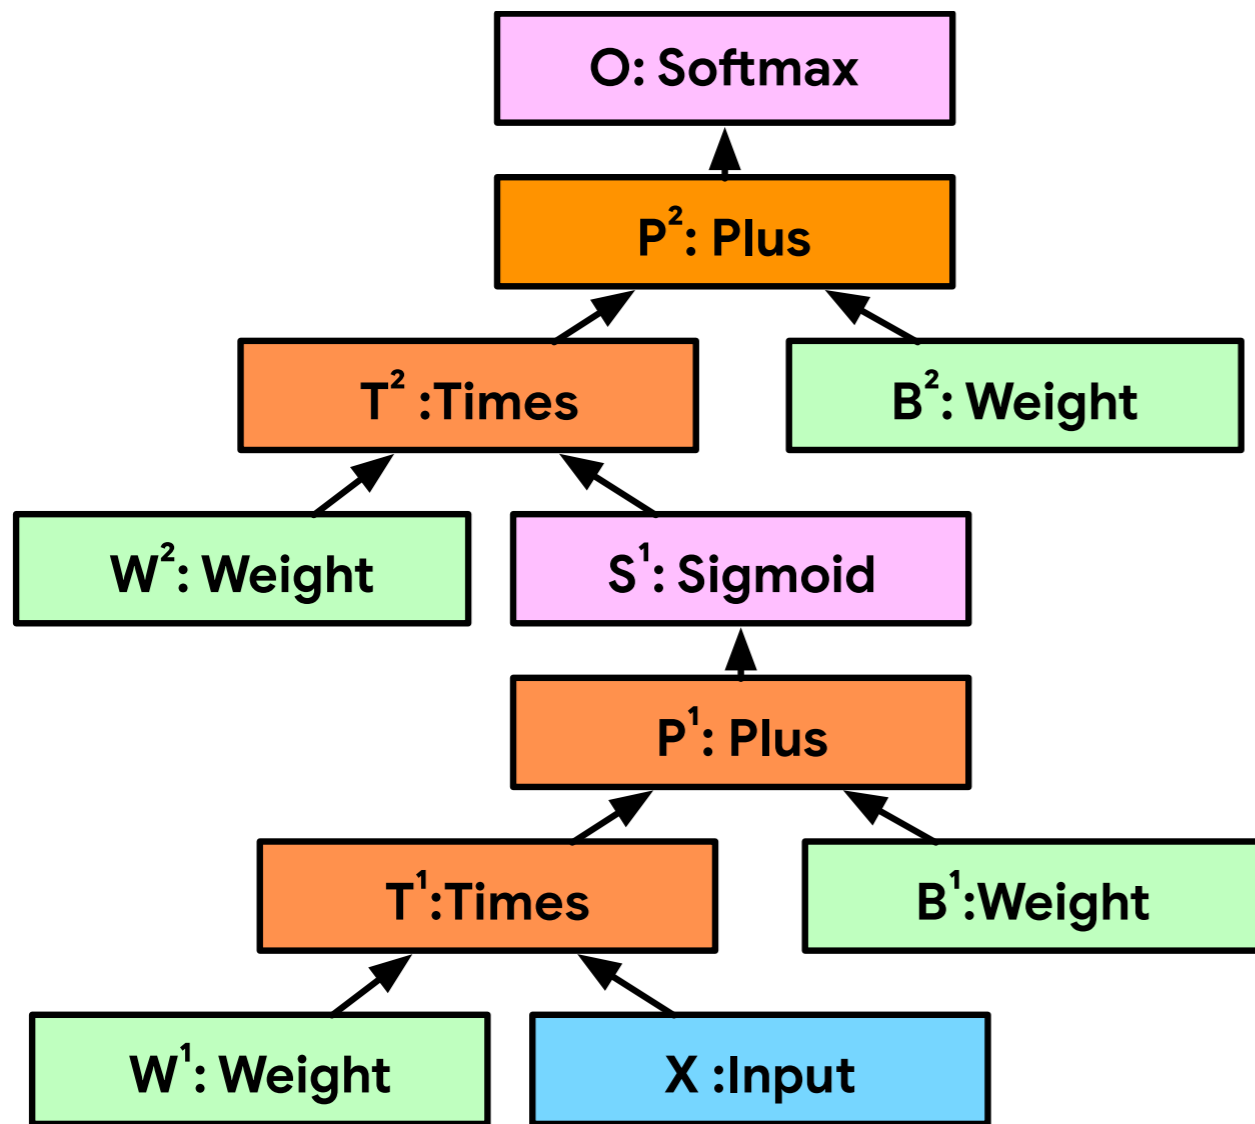 O: Softmax
P²: Plus
T² :Times
B²: Weight
W²: Weight
S¹: Sigmoid
P¹: Plus
T¹:Times
B¹:Weight
W¹: Weight
X :Input